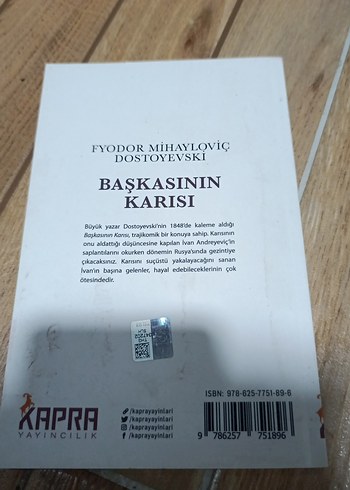 FYODOR MİHAYLOVİÇ
DOSTOYEVSKİ
BAŞKASININ
KARISI
Büyük yazar Dostoyevski'nin 1848'de kaleme aldığı
Başkasının Karısı, trajikomik bir konuya sahip. Karısının
onu aldattığı düşüncesine kapılan İvan Andreyeviç'in
saplantılarını okurken dönemin Rusya'sında gezintiye
çıkacaksınız. Karısını suçüstü yakalayacağını sanan
İvan'ın başına gelenler, hayal edebileceklerinin çok
ötesindedir.
KAPRA
YAYINCILIK
/kaprayayinlari
/kaprayayinlari
/kaprayayinlari
ISBN: 978-625-7751-89-6
9 786257 751896